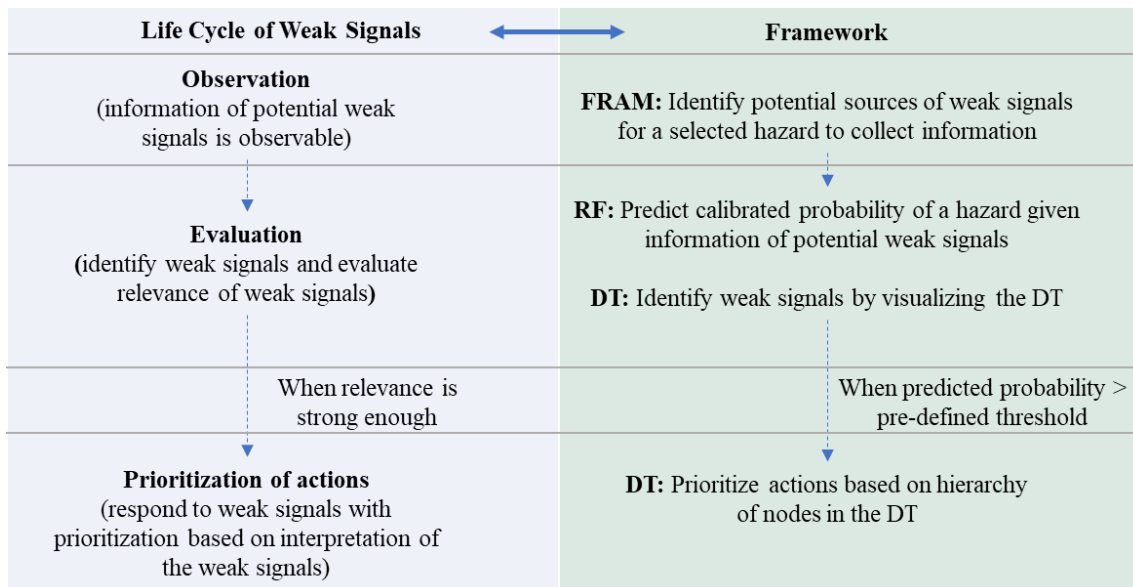 Life Cycle of Weak Signals
Framework
Observation
(information of potential weak
signals is observable)
FRAM: Identify potential sources of weak signals
for a selected hazard to collect information
Evaluation
(identify weak signals and evaluate
relevance of weak signals)
RF: Predict calibrated probability of a hazard given
information of potential weak signals
DT: Identify weak signals by visualizing the DT
When relevance is
strong enough
When predicted probability >
pre-defined threshold
Prioritization of actions
(respond to weak signals with
prioritization based on interpretation of
the weak signals)
DT: Prioritize actions based on hierarchy
of nodes in the DT